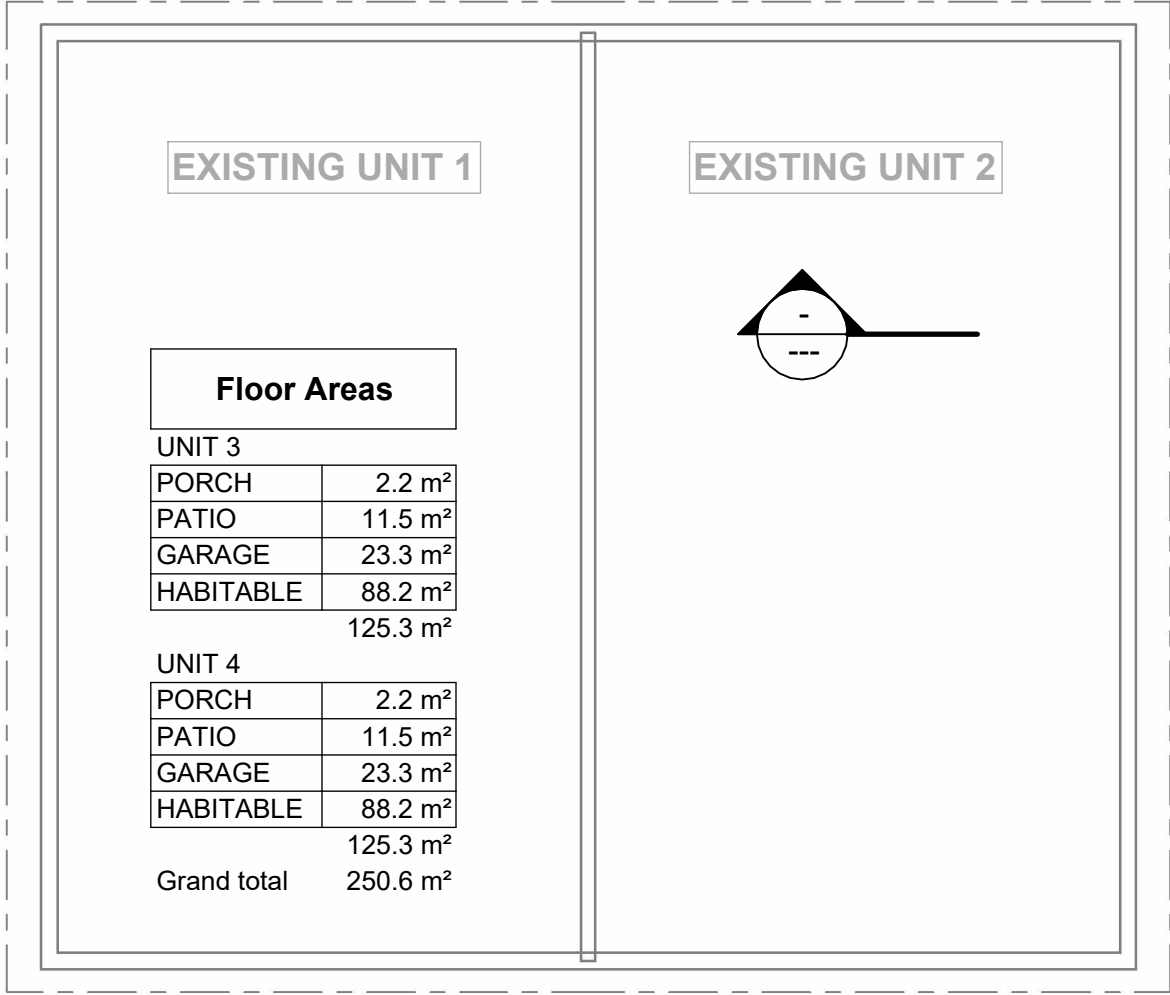 EXISTING UNIT 1
EXISTING UNIT 2
-
---
Floor Areas
UNIT 3
PORCH 2.2 m²
PATIO 11.5 m²
GARAGE 23.3 m²
HABITABLE 88.2 m²
125.3 m²
UNIT 4
PORCH 2.2 m²
PATIO 11.5 m²
GARAGE 23.3 m²
HABITABLE 88.2 m²
125.3 m²
Grand total 250.6 m²